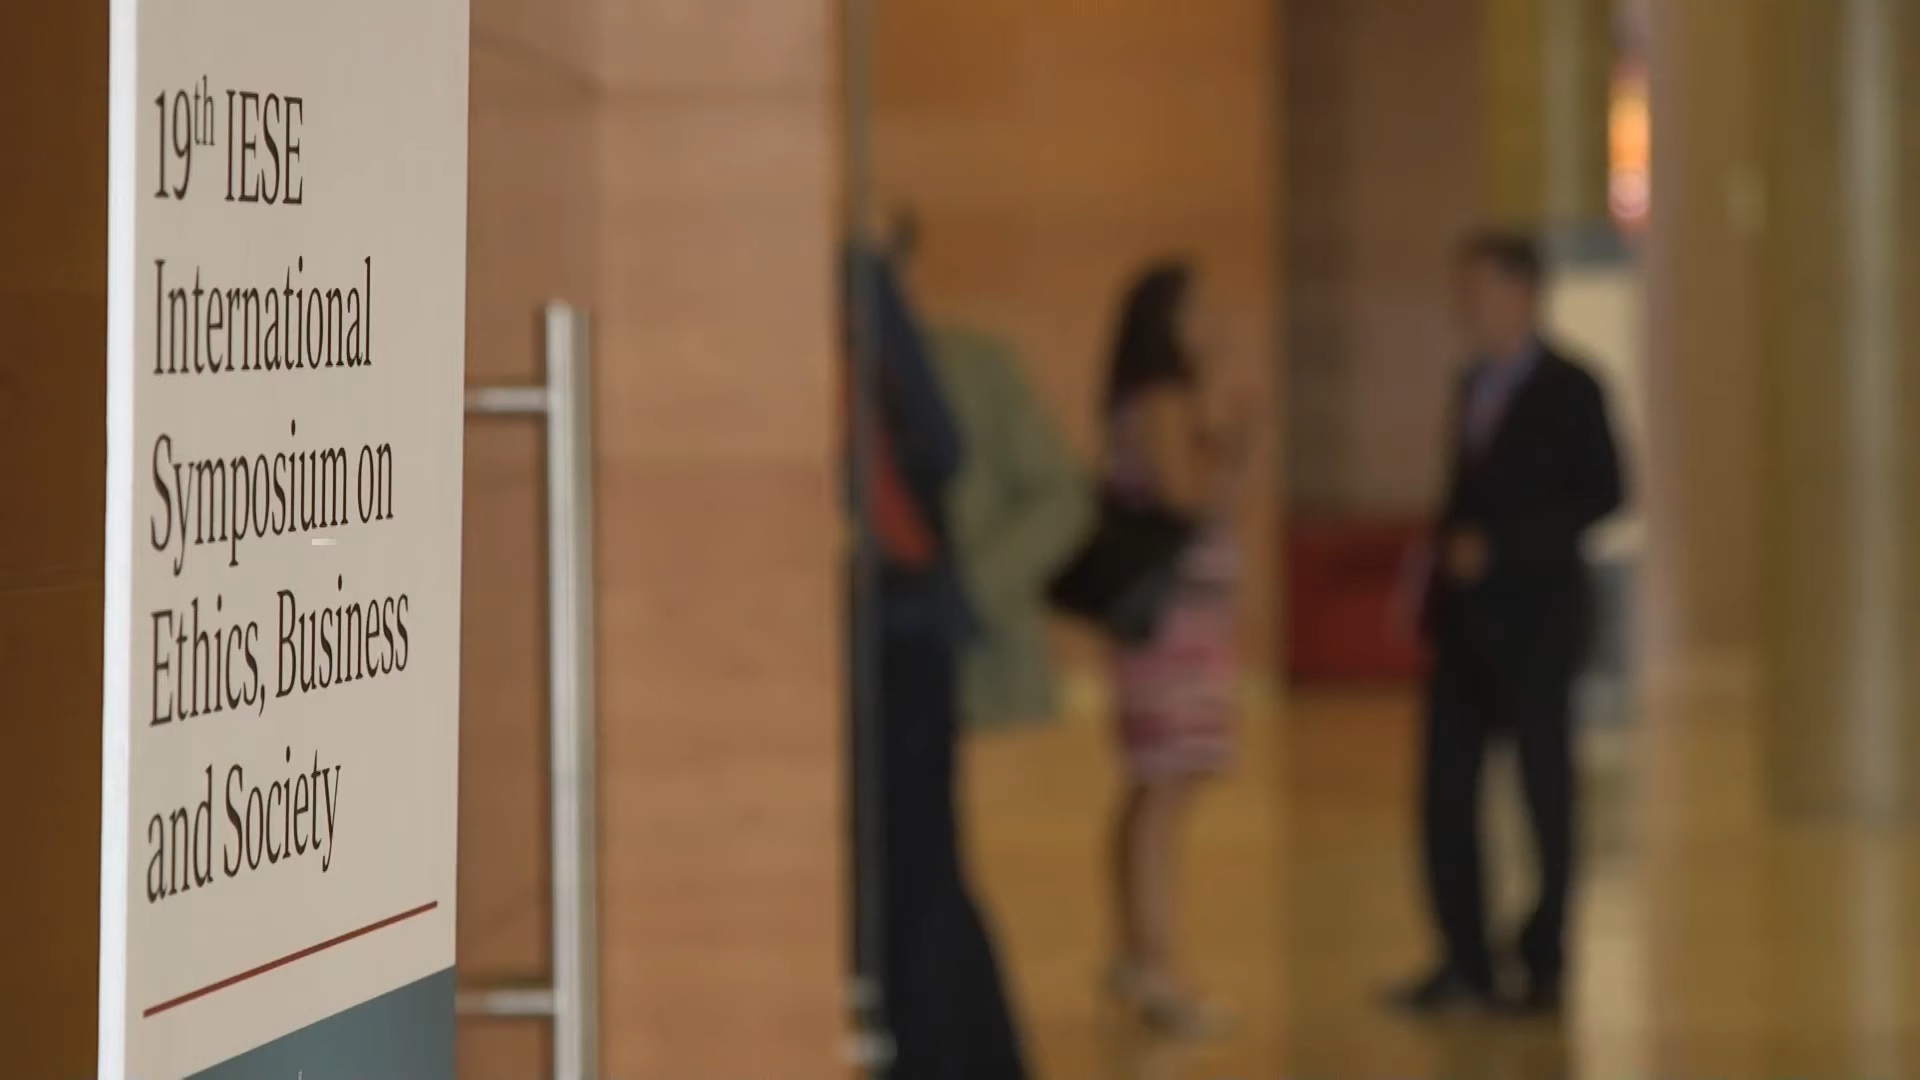 19th IESE
International
Symposium on
Ethics, Business
and Society